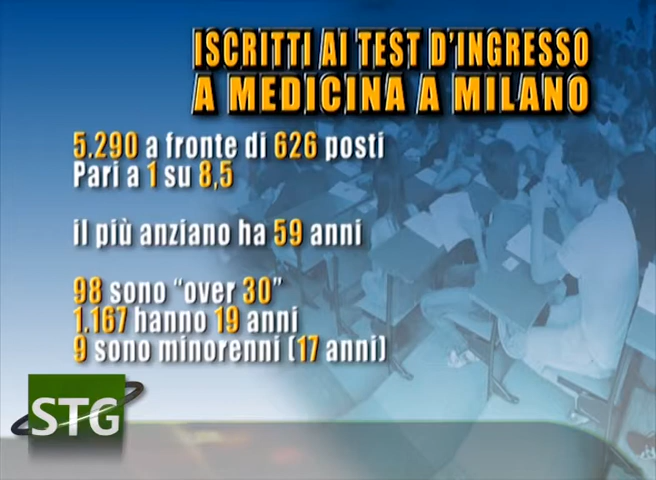 ISCRITTI AI TEST D'INGRESSO
A MEDICINA A MILANO
5.290 a fronte di 626 posti
Pari a 1 su 8,5
il più anziano ha 59 anni
98 sono “over 30”
1.167 hanno 19 anni
9 sono minorenni (17 anni)
STG